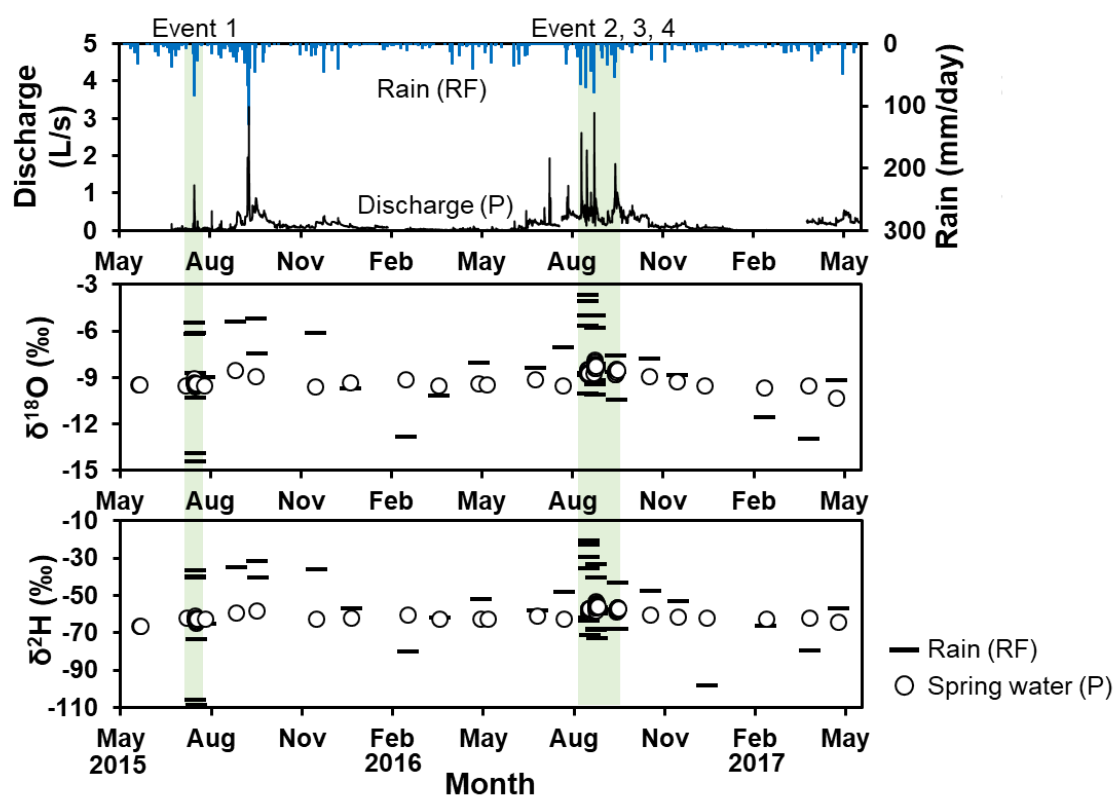 Event 1 Event 2, 3, 4
Discharge
(L/s)
5
4
3
2
1
0
Rain (RF)
Discharge (P)
0
100
200
300
Rain (mm/day)
May Aug Nov Feb May Aug Nov Feb May
δ18O (‰)
-3
-6
-9
-12
-15
May Aug Nov Feb May Aug Nov Feb May
δ2H (‰)
-10
-30
-50
-70
-90
-110
Rain (RF)
Spring water (P)
May Aug Nov Feb May Aug Nov Feb May
2015 2016 2017
Month